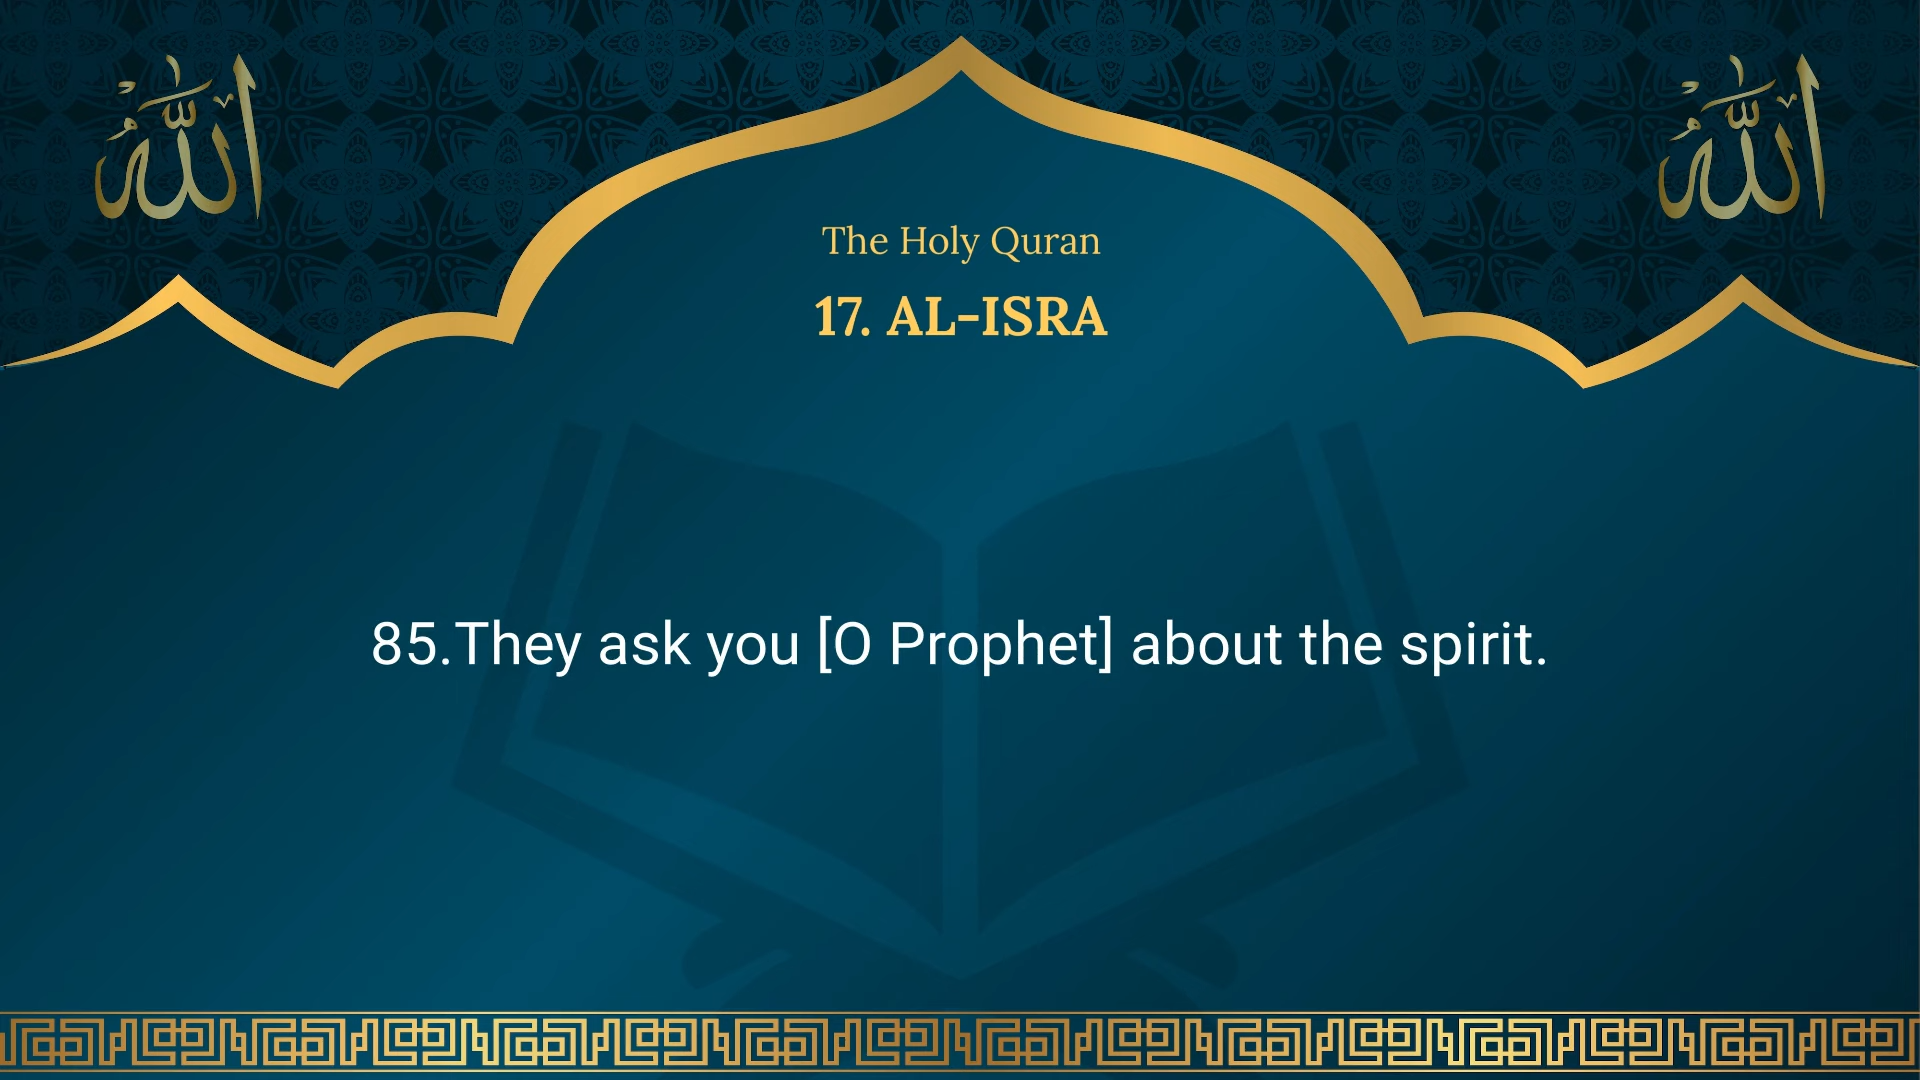 الله الله
The Holy Quran
17. AL-ISRA
85.They ask you [O Prophet] about the spirit.